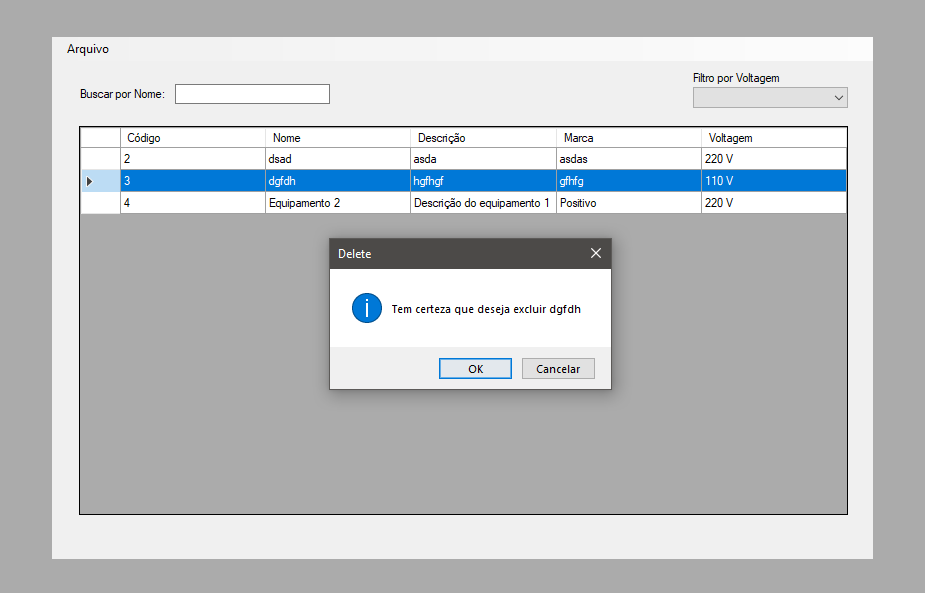 Arquivo
Filtro por Voltagem
Buscar por Nome:
Código Nome Descrição Marca Voltagem
2 dsad asda asdas 220 V
3 dgfdh hgfhgf gfhfg 110 V
4 Equipamento 2 Descrição do equipamento 1 Positivo 220 V
Delete
Tem certeza que deseja excluir dgfdh
OK Cancelar